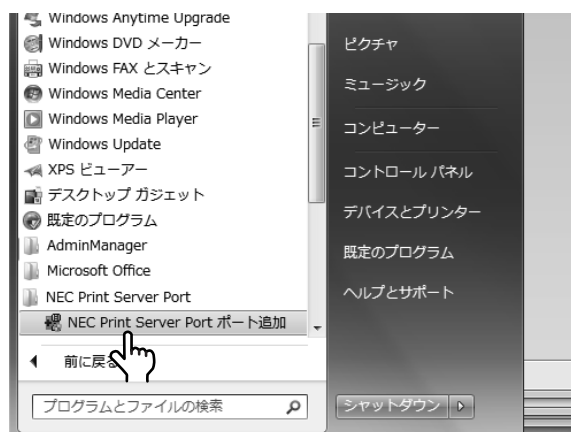 Windows Anytime Upgrade
Windows DVD メーカー
Windows FAX とスキャン
Windows Media Center
Windows Media Player
Windows Update
XPS ビューアー
デスクトップ ガジェット
既定のプログラム
AdminManager
Microsoft Office
NEC Print Server Port
NEC Print Server Port ポート追加
前に戻る
プログラムとファイルの検索
ピクチャ
ミュージック
コンピューター
コントロール パネル
デバイスとプリンター
既定のプログラム
ヘルプとサポート
シャットダウン